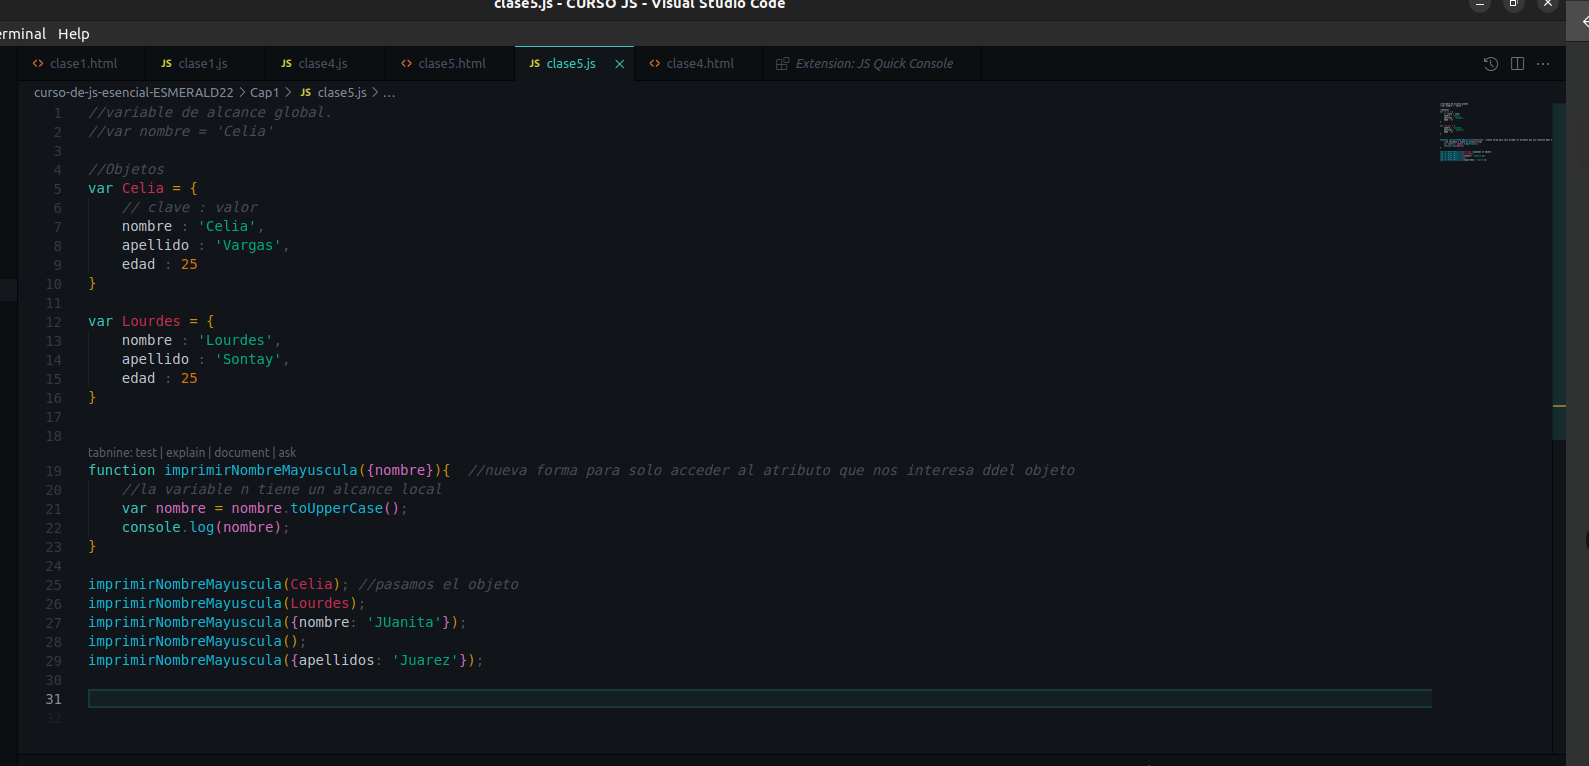 clase5.js - CURSO JS - Visual Studio Code
erminal Help
<> clase1.html JS clase1.js JS clase4.js <> clase5.html JS clase5.js <> clase4.html Extension: JS Quick Console
curso-de-js-esencial-ESMERALD22 > Cap1 > JS clase5.js > ...
1 //variable de alcance global.
2 //var nombre = 'Celia'
3
4 //Objetos
5 var Celia = {
6 // clave : valor
7 nombre : 'Celia',
8 apellido : 'Vargas',
9 edad : 25
10 }
11
12 var Lourdes = {
13 nombre : 'Lourdes',
14 apellido : 'Sontay',
15 edad : 25
16 }
17
18
tabnine: test | explain | document | ask
19 function imprimirNombreMayuscula({nombre}){ //nueva forma para solo acceder al atributo que nos interesa ddel objeto
20 //la variable n tiene un alcance local
21 var nombre = nombre.toUpperCase();
22 console.log(nombre);
23 }
24
25 imprimirNombreMayuscula(Celia); //pasamos el objeto
26 imprimirNombreMayuscula(Lourdes);
27 imprimirNombreMayuscula({nombre: 'JUanita'});
28 imprimirNombreMayuscula();
29 imprimirNombreMayuscula({apellidos: 'Juarez'});
30
31
32